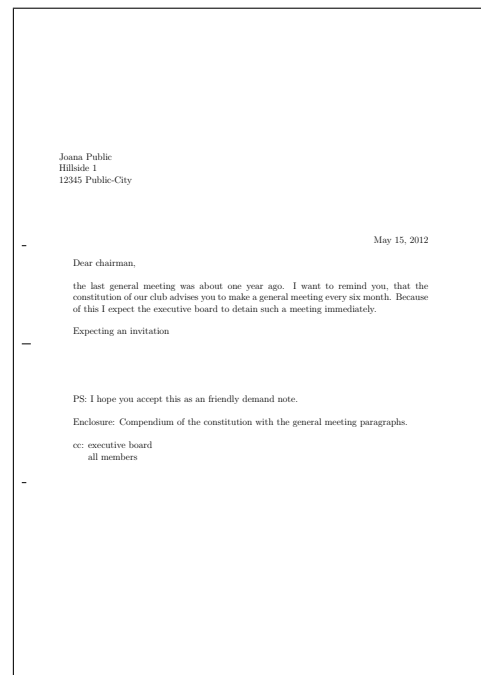 Joana Public
Hillside 1
12345 Public-City
May 15, 2012
Dear chairman,
the last general meeting was about one year ago. I want to remind you, that the
constitution of our club advises you to make a general meeting every six month. Because
of this I expect the executive board to detain such a meeting immediately.
Expecting an invitation
PS: I hope you accept this as an friendly demand note.
Enclosure: Compendium of the constitution with the general meeting paragraphs.
cc: executive board
all members